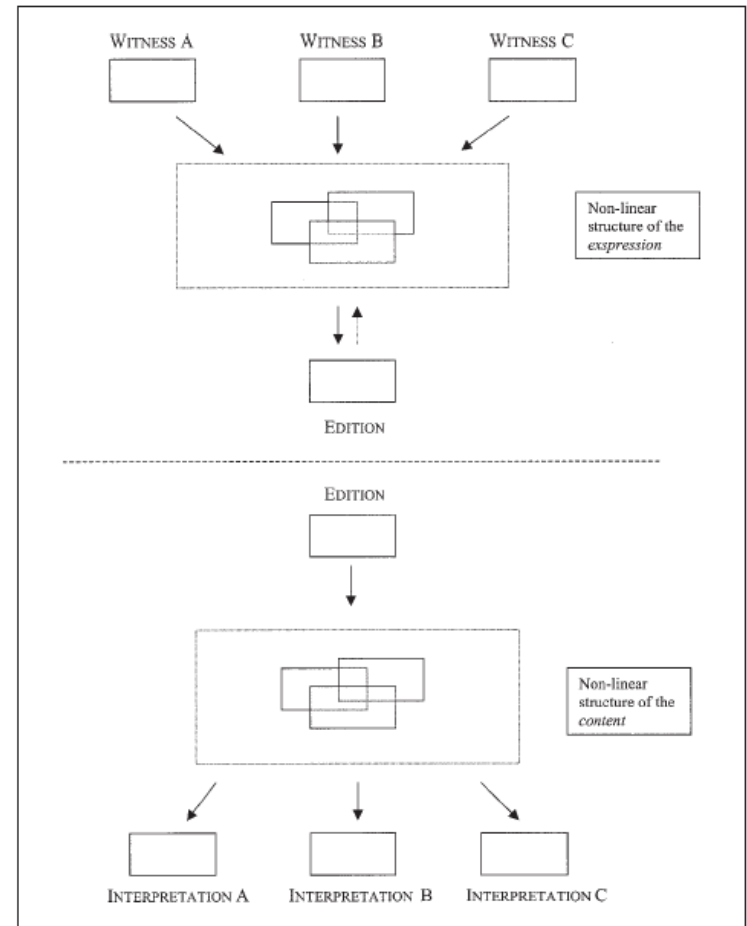 WITNESS A
WITNESS B
WITNESS C
Non-linear
structure of the
exspression
EDITION
EDITION
Non-linear
structure of the
content
INTERPRETATION A
INTERPRETATION B
INTERPRETATION C